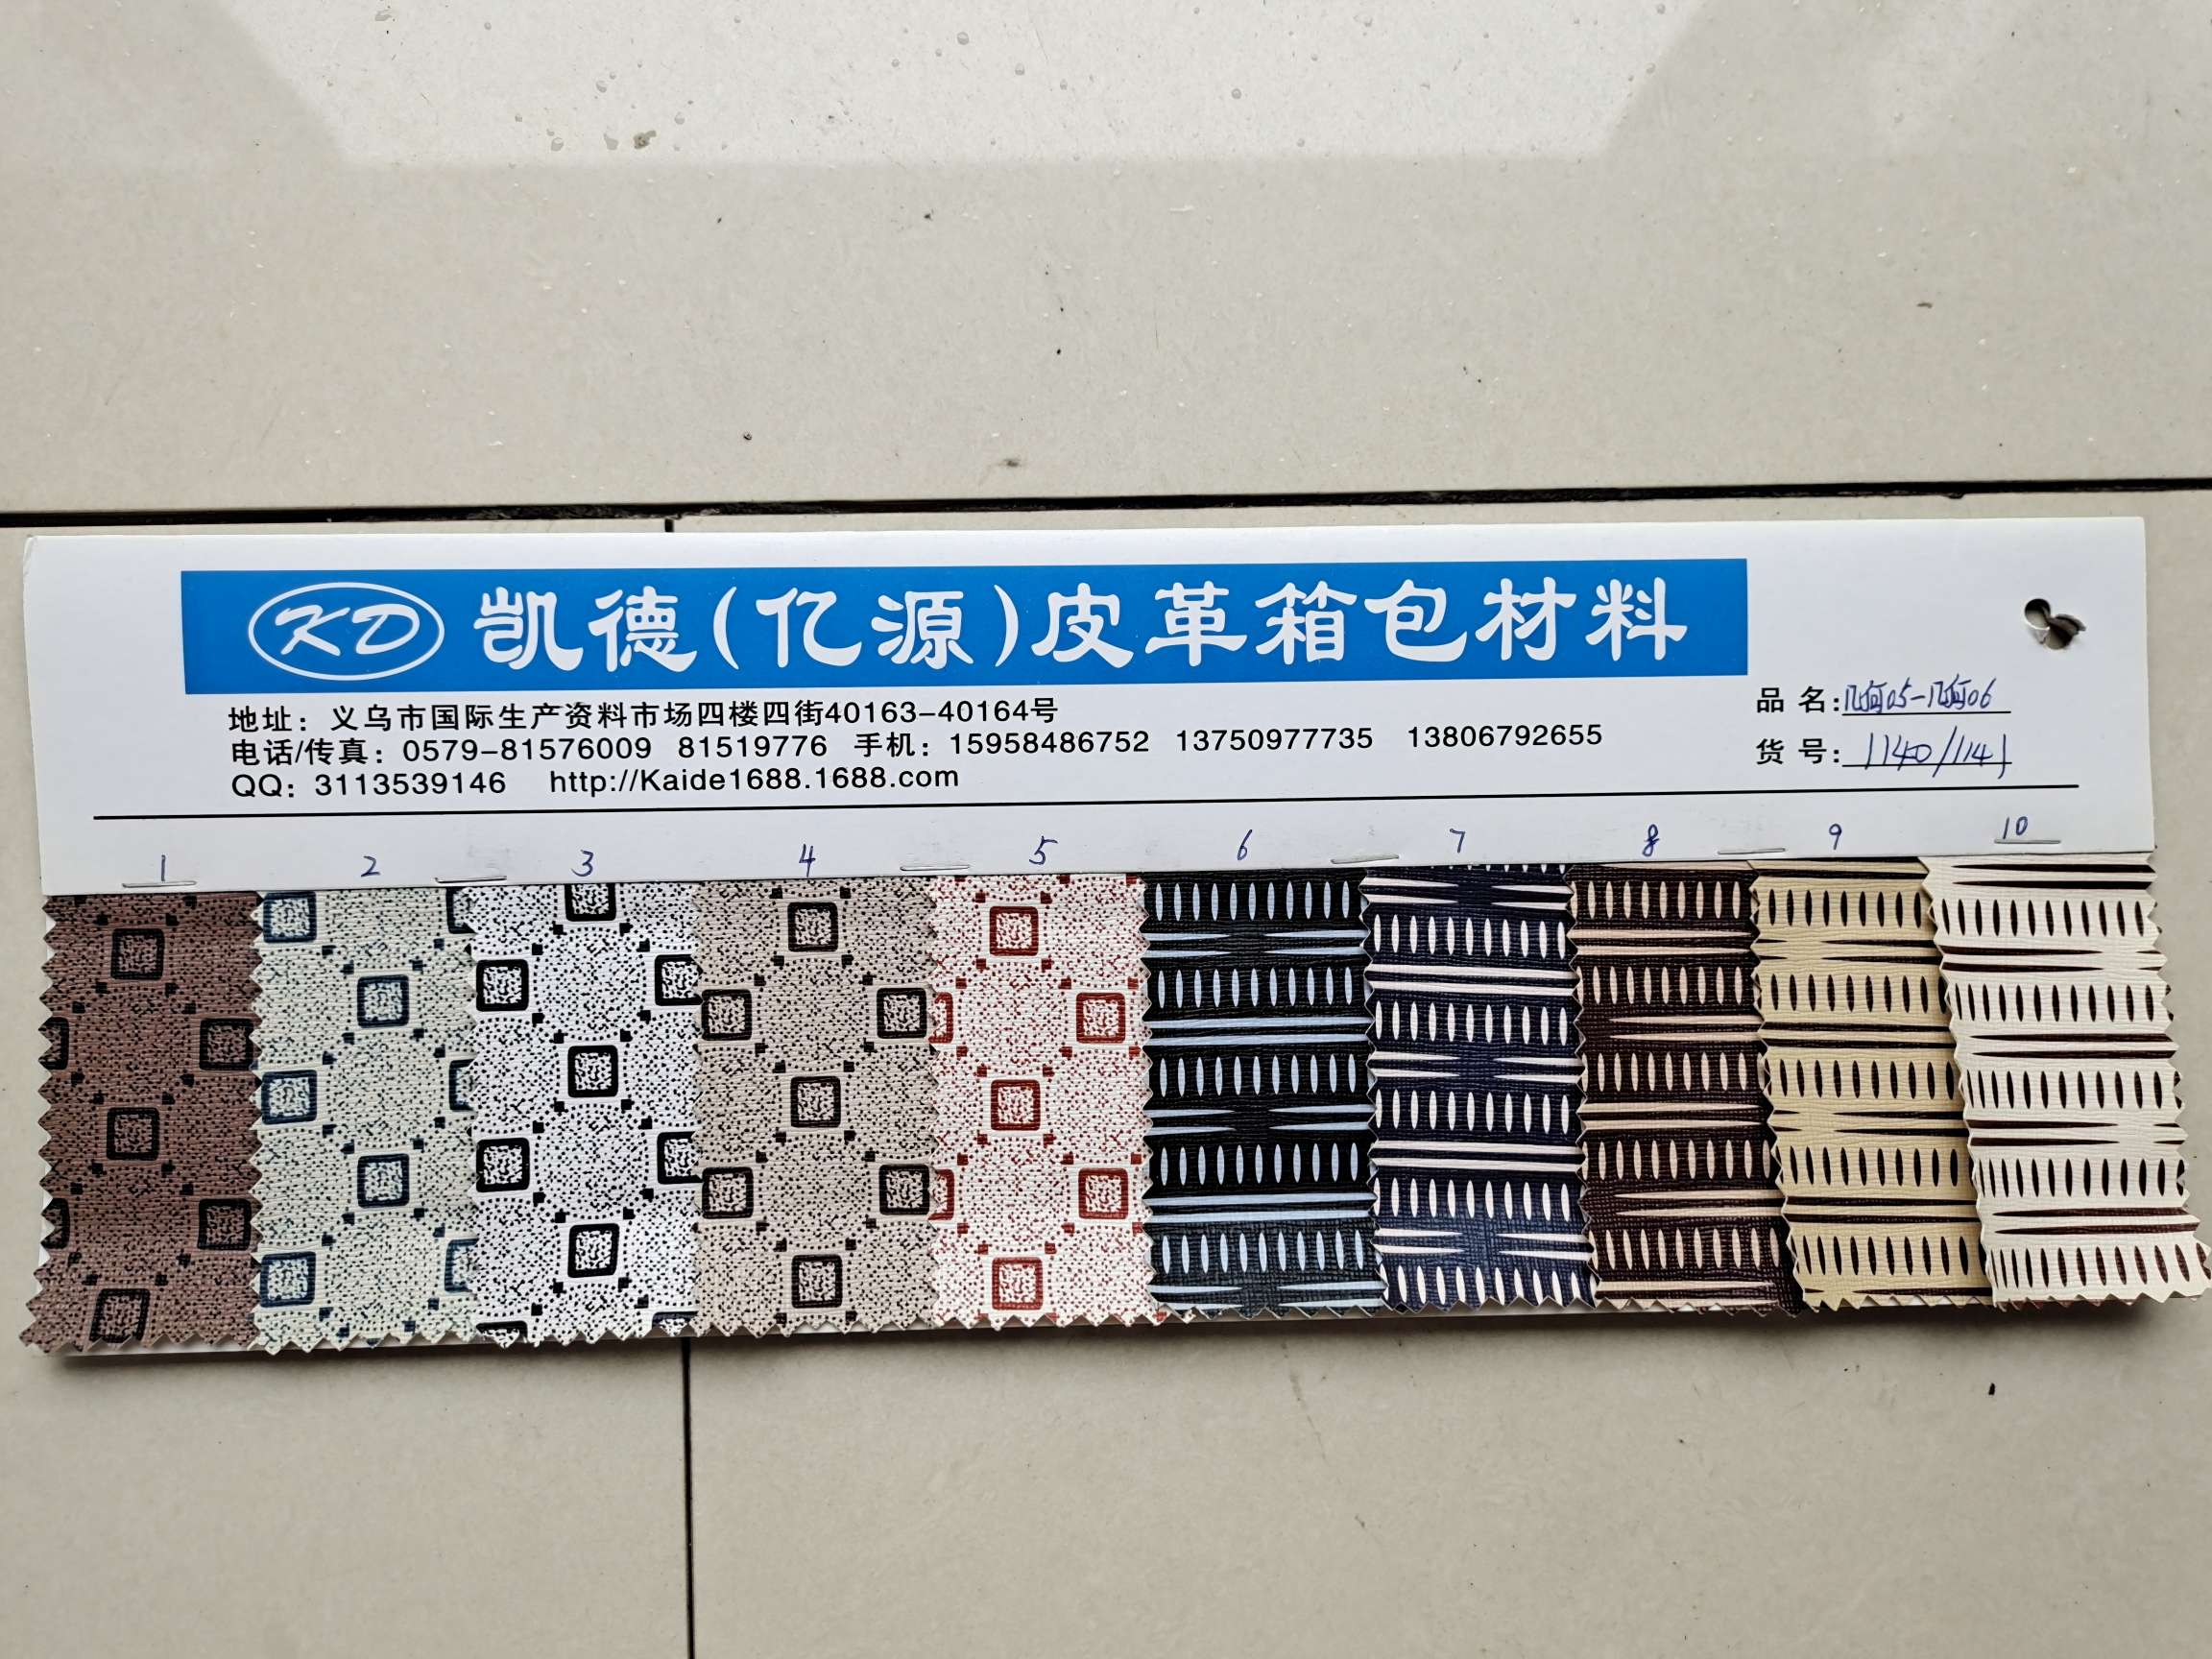 KD 凯德(亿源)皮革箱包材料
地址：义乌市国际生产资料市场四楼四街40163-40164号
电话/传真：0579-81576009 81519776 手机：15958486752 13750977735 13806792655
QQ：3113539146 http://Kaide1688.1688.com
品 名：几何05-几何06
货 号：1140/1141
1 2 3 4 5 6 7 8 9 10